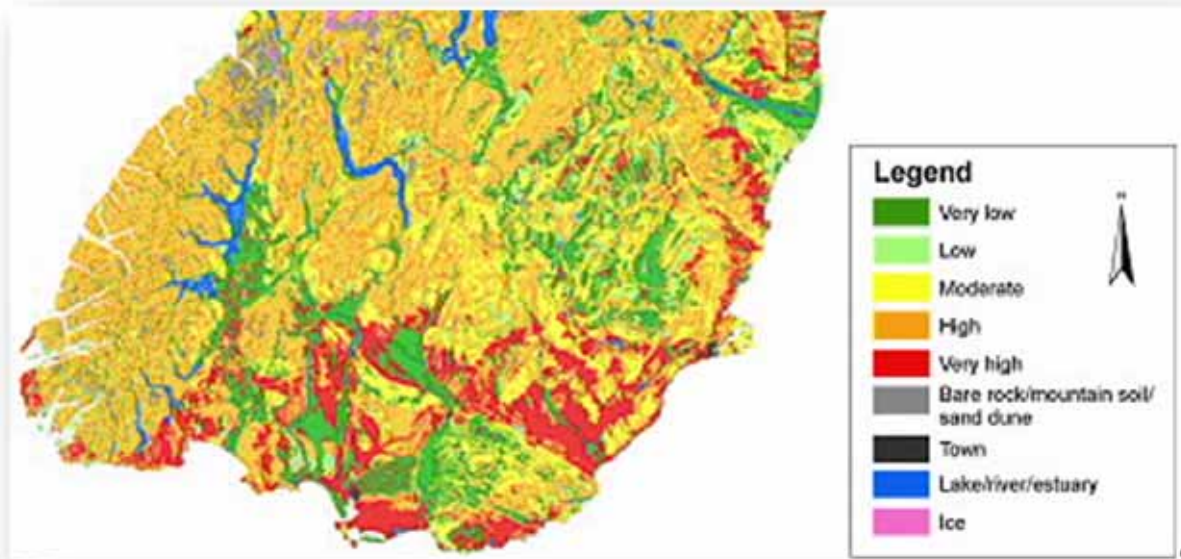 Legend
N
Very low
Low
Moderate
High
Very high
Bare rock/mountain soil/
sand dune
Town
Lake/river/estuary
Ice